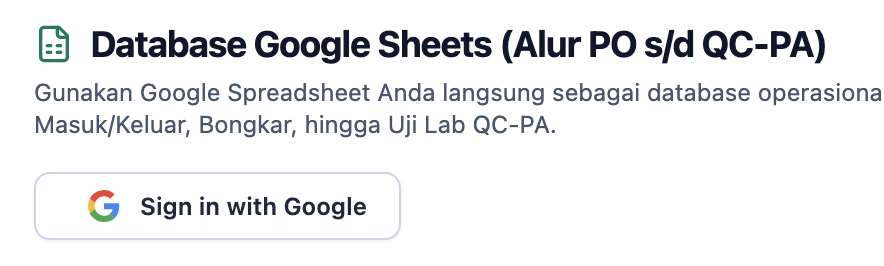 Database Google Sheets (Alur PO s/d QC-PA)
Gunakan Google Spreadsheet Anda langsung sebagai database operasiona
Masuk/Keluar, Bongkar, hingga Uji Lab QC-PA.
Sign in with Google